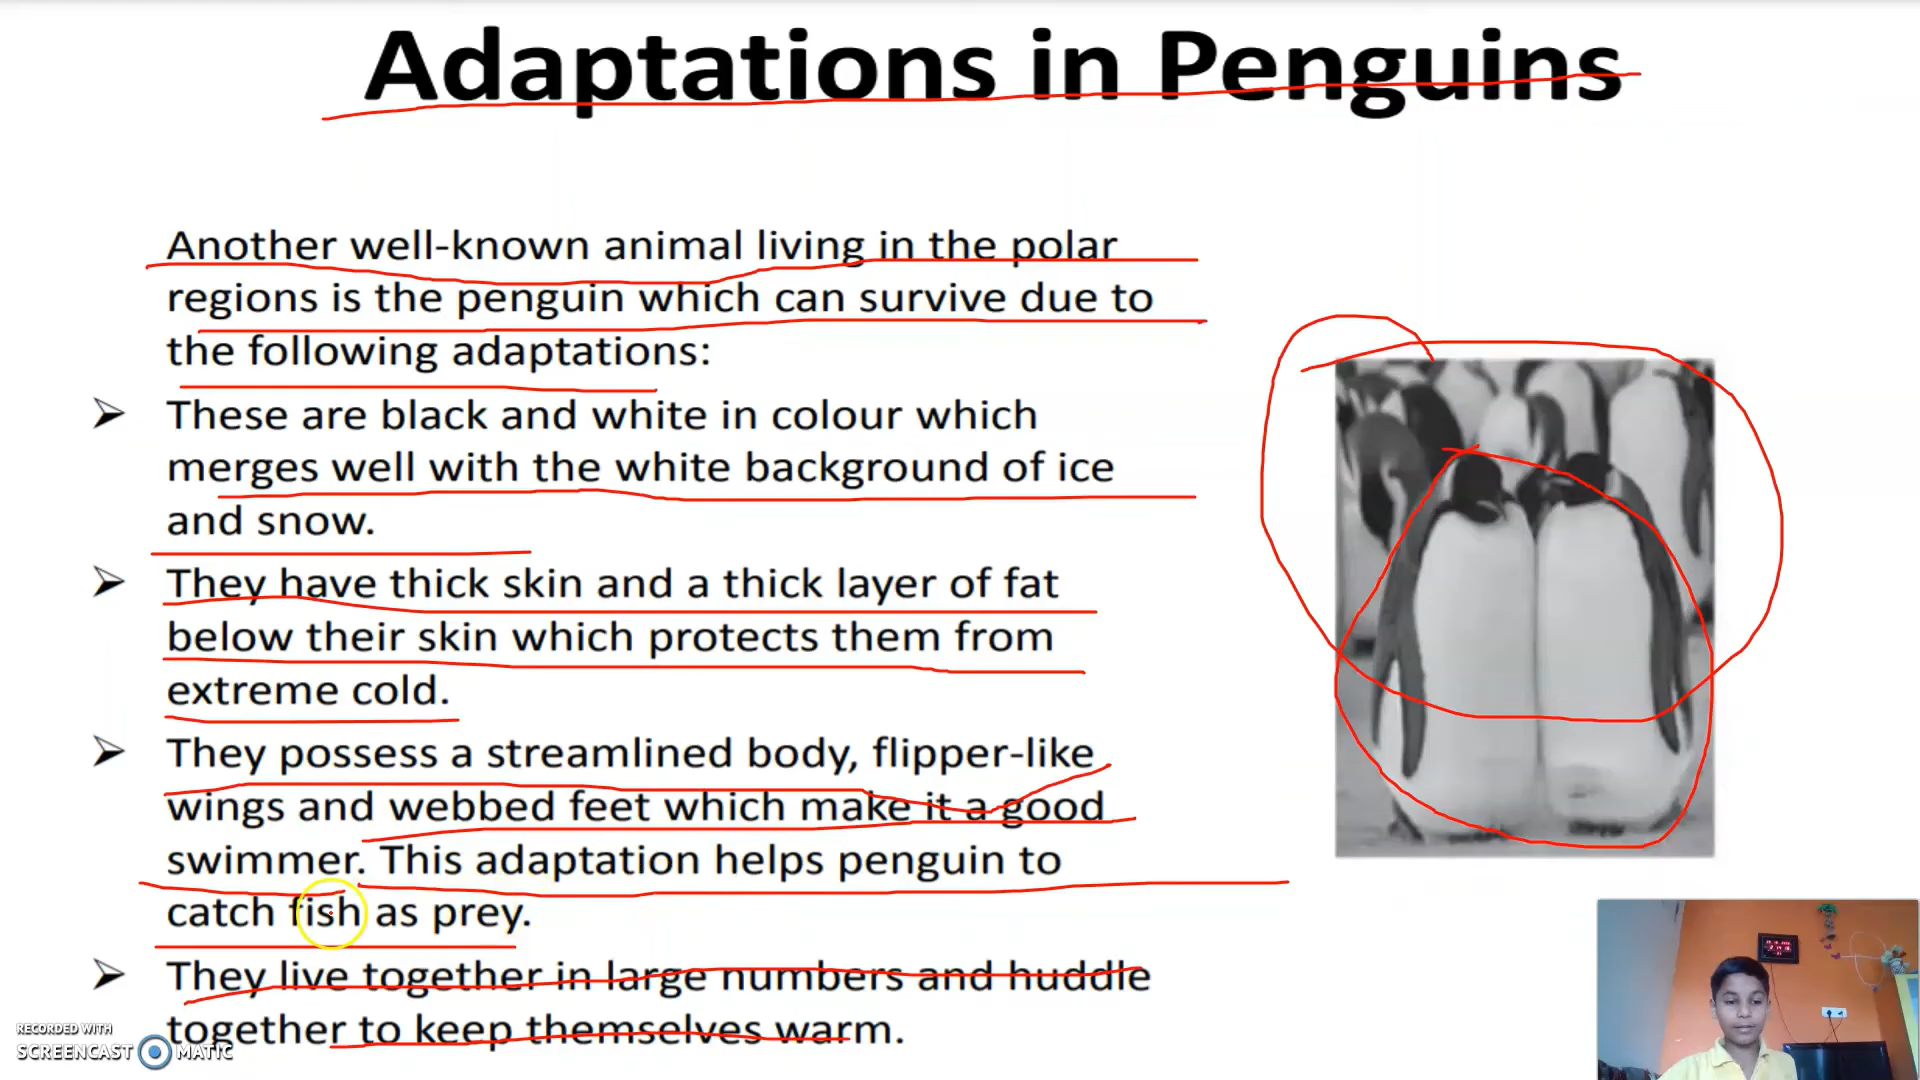 Adaptations in Penguins
Another well-known animal living in the polar
regions is the penguin which can survive due to
the following adaptations:
➢ These are black and white in colour which
merges well with the white background of ice
and snow.
➢ They have thick skin and a thick layer of fat
below their skin which protects them from
extreme cold.
➢ They possess a streamlined body, flipper-like
wings and webbed feet which make it a good
swimmer. This adaptation helps penguin to
catch fish as prey.
➢ They live together in large numbers and huddle
together to keep themselves warm.
RECORDED WITH
SCREENCAST MATIC